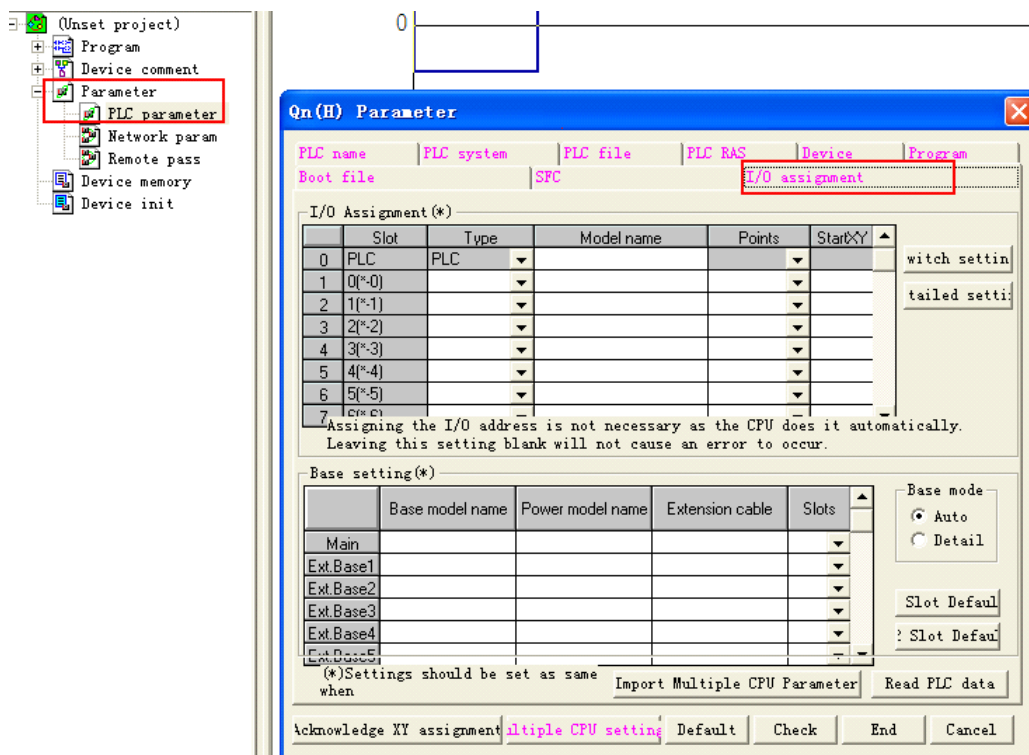 (Unset project)
Program
Device comment
Parameter
PLC parameter
Network param
Remote pass
Device memory
Device init
0
Qn(H) Parameter
PLC name PLC system PLC file PLC RAS Device Program
Boot file SFC I/O assignment
I/O Assignment(*)
Slot Type Model name Points StartXY
0 PLC PLC
1 0(*-0)
2 1(*-1)
3 2(*-2)
4 3(*-3)
5 4(*-4)
6 5(*-5)
7 6(*-6)
witch settin
tailed setti
Assigning the I/O address is not necessary as the CPU does it automatically.
Leaving this setting blank will not cause an error to occur.
Base setting(*)
Base model name Power model name Extension cable Slots
Main
Ext.Base1
Ext.Base2
Ext.Base3
Ext.Base4
Ext.Base5
Base mode
Auto
Detail
Slot Defaul
Slot Defau
(*)Settings should be set as same
when
Import Multiple CPU Parameter Read PLC data
Acknowledge XY assignment ltiple CPU setting Default Check End Cancel